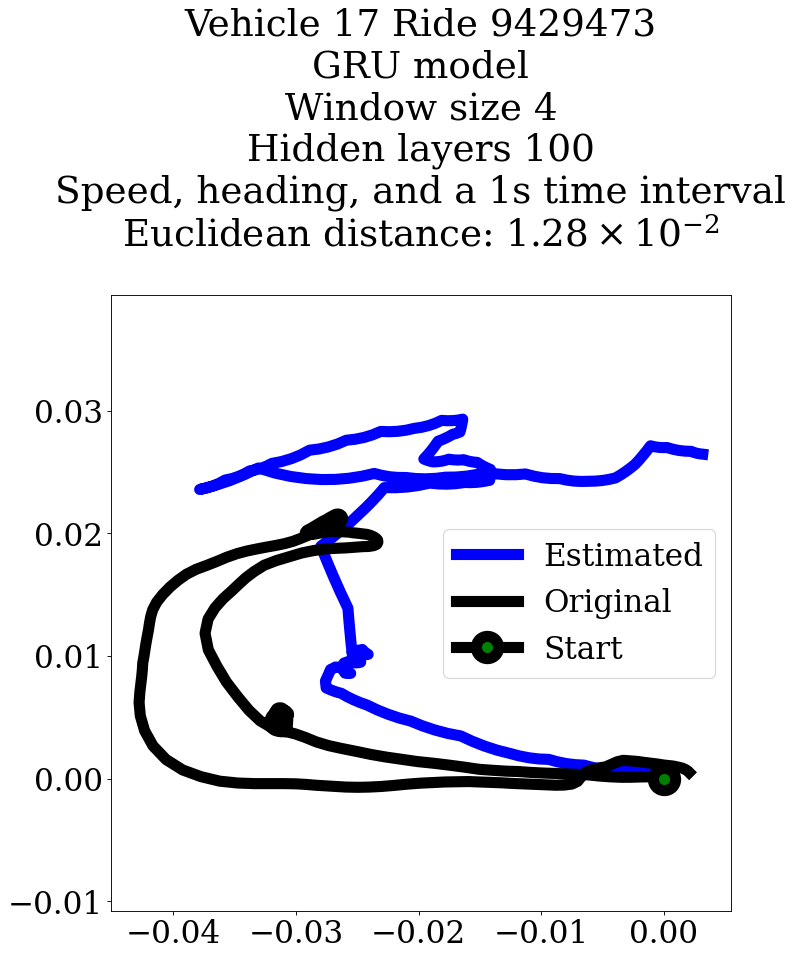 Vehicle 17 Ride 9429473
GRU model
Window size 4
Hidden layers 100
Speed, heading, and a 1s time interval
Euclidean distance: 1.28 × 10⁻²
0.03
0.02
0.01
0.00
−0.01
Estimated
Original
Start
−0.04 −0.03 −0.02 −0.01 0.00